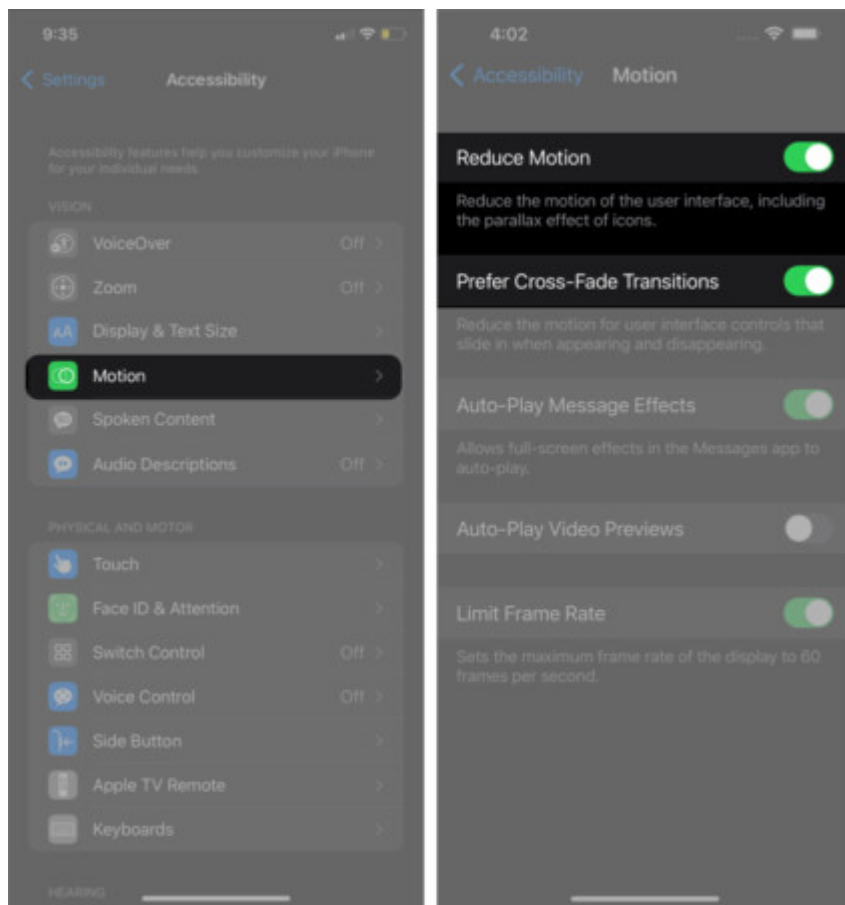 9:35
Settings
Accessibility
Accessibility features help you customize your iPhone
for your individual needs.
VISION
VoiceOver Off
Zoom Off
AA Display & Text Size
Motion
Spoken Content
Audio Descriptions Off
PHYSICAL AND MOTOR
Touch
Face ID & Attention
Switch Control Off
Voice Control Off
Side Button
Apple TV Remote
Keyboards
HEARING
4:02
Accessibility
Motion
Reduce Motion
Reduce the motion of the user interface, including
the parallax effect of icons.
Prefer Cross-Fade Transitions
Reduce the motion for user interface controls that
slide in when appearing and disappearing.
Auto-Play Message Effects
Allows full-screen effects in the Messages app to
auto-play.
Auto-Play Video Previews
Limit Frame Rate
Sets the maximum frame rate of the display to 60
frames per second.